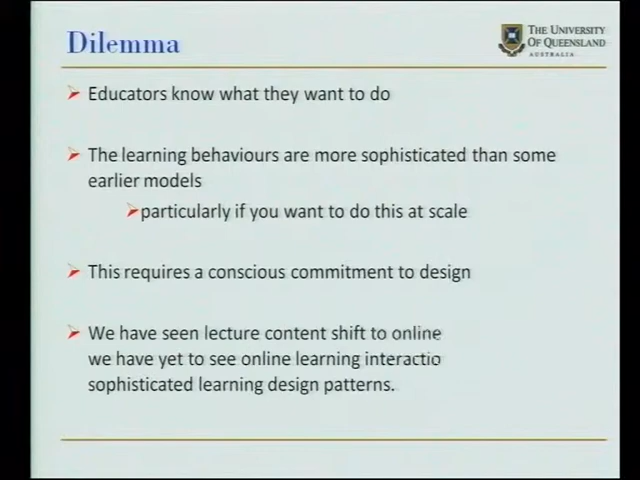 Dilemma
THE UNIVERSITY
OF QUEENSLAND
AUSTRALIA
Educators know what they want to do
The learning behaviours are more sophisticated than some
earlier models
particularly if you want to do this at scale
This requires a conscious commitment to design
We have seen lecture content shift to online
we have yet to see online learning interactio
sophisticated learning design patterns.